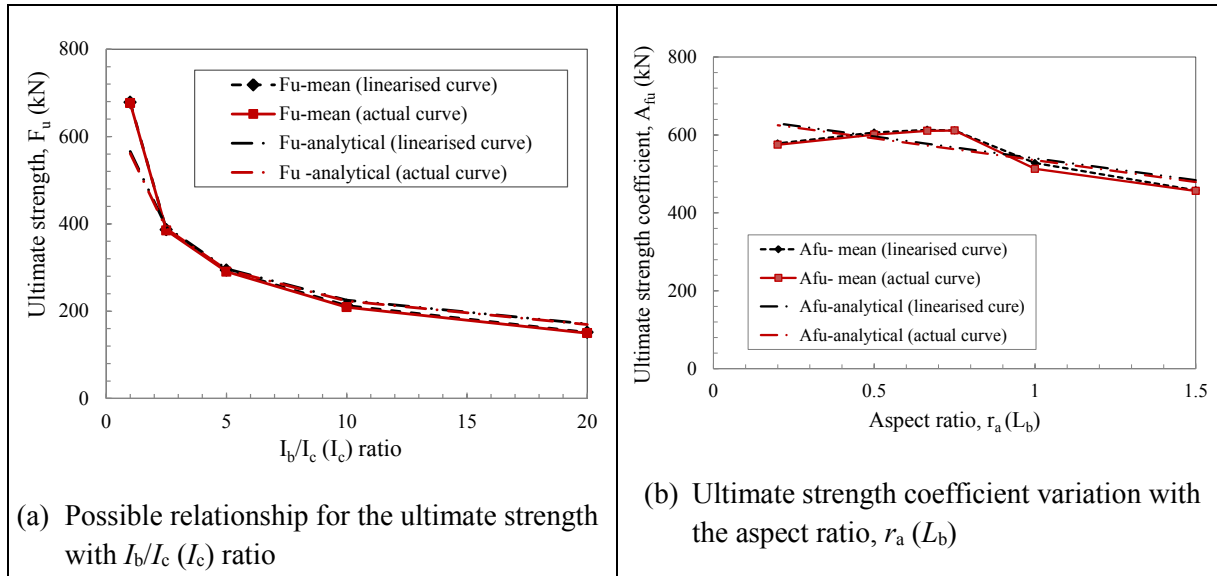 800
600
400
200
0
Ultimate strength, Fu (kN)
Fu-mean (linearised curve)
Fu-mean (actual curve)
Fu-analytical (linearised curve)
Fu -analytical (actual curve)
0 5 10 15 20
Ib/Ic (Ic) ratio
(a) Possible relationship for the ultimate strength
with Ib/Ic (Ic) ratio
800
600
400
200
0
Ultimate strength coefficient, Afu (kN)
Afu- mean (linearised curve)
Afu- mean (actual curve)
Afu-analytical (linearised cure)
Afu-analytical (actual curve)
0 0.5 1 1.5
Aspect ratio, ra (Lb)
(b) Ultimate strength coefficient variation with
the aspect ratio, ra (Lb)